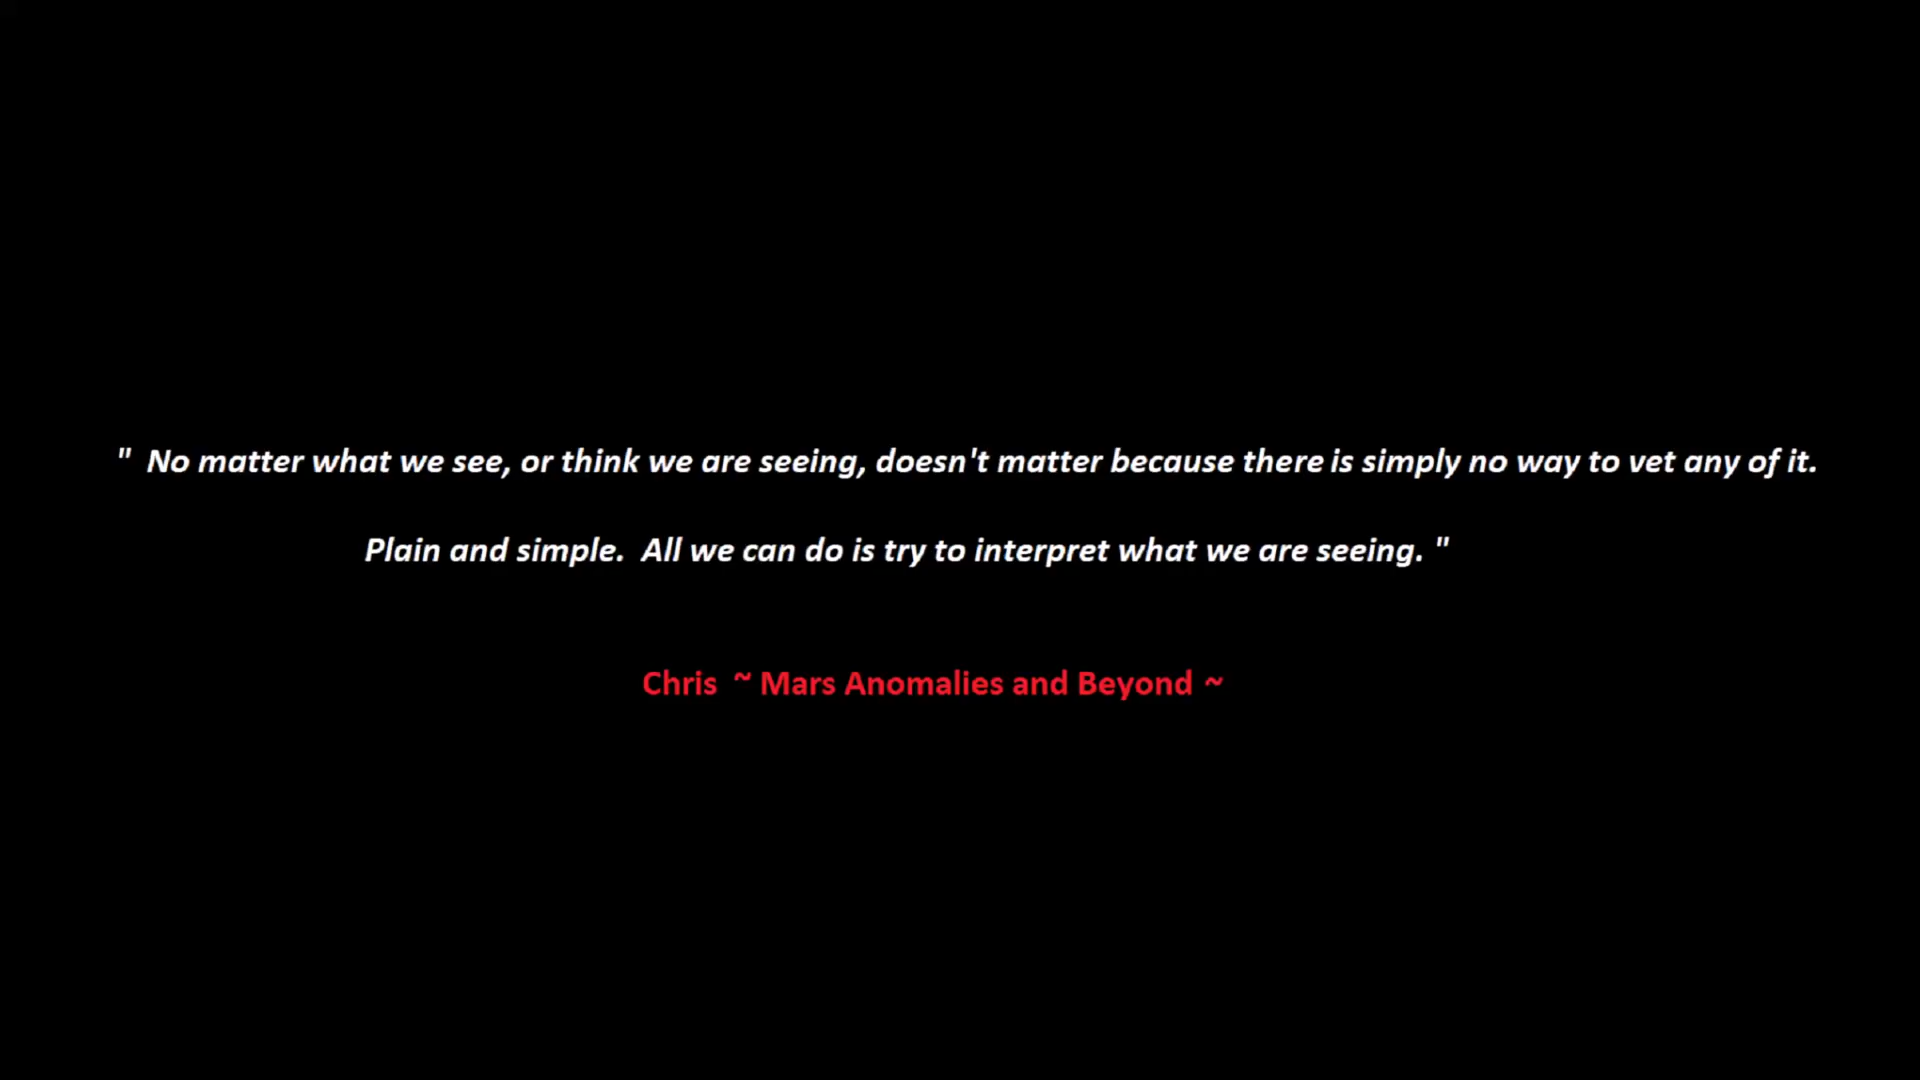 " No matter what we see, or think we are seeing, doesn't matter because there is simply no way to vet any of it.
Plain and simple. All we can do is try to interpret what we are seeing. "
Chris ~ Mars Anomalies and Beyond ~